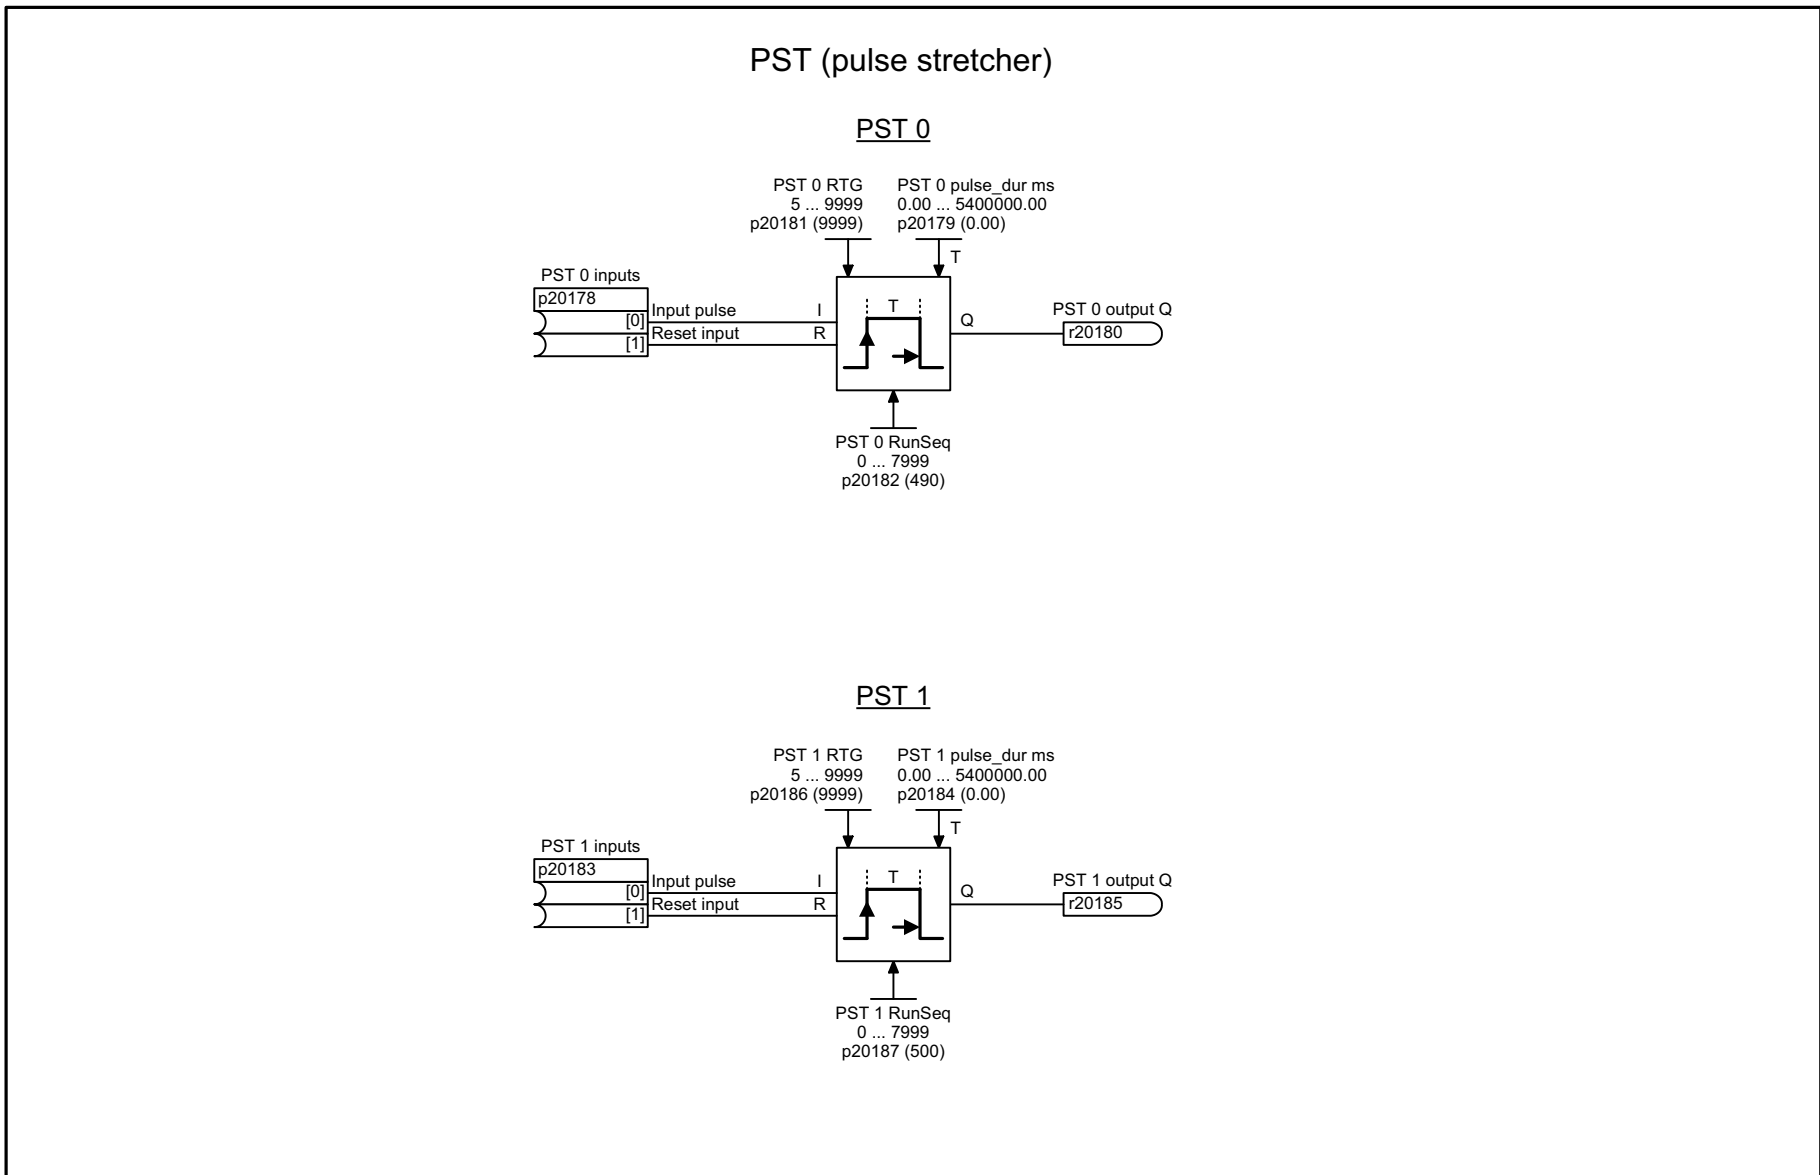 PST (pulse stretcher)
PST 0
PST 0 RTG
5 ... 9999
p20181 (9999)
PST 0 pulse_dur ms
0.00 ... 5400000.00
p20179 (0.00)
T
PST 0 inputs
p20178
[0]
[1]
Input pulse
Reset input
I
R
T
Q
PST 0 output Q
r20180
PST 0 RunSeq
0 ... 7999
p20182 (490)
PST 1
PST 1 RTG
5 ... 9999
p20186 (9999)
PST 1 pulse_dur ms
0.00 ... 5400000.00
p20184 (0.00)
T
PST 1 inputs
p20183
[0]
[1]
Input pulse
Reset input
I
R
T
Q
PST 1 output Q
r20185
PST 1 RunSeq
0 ... 7999
p20187 (500)